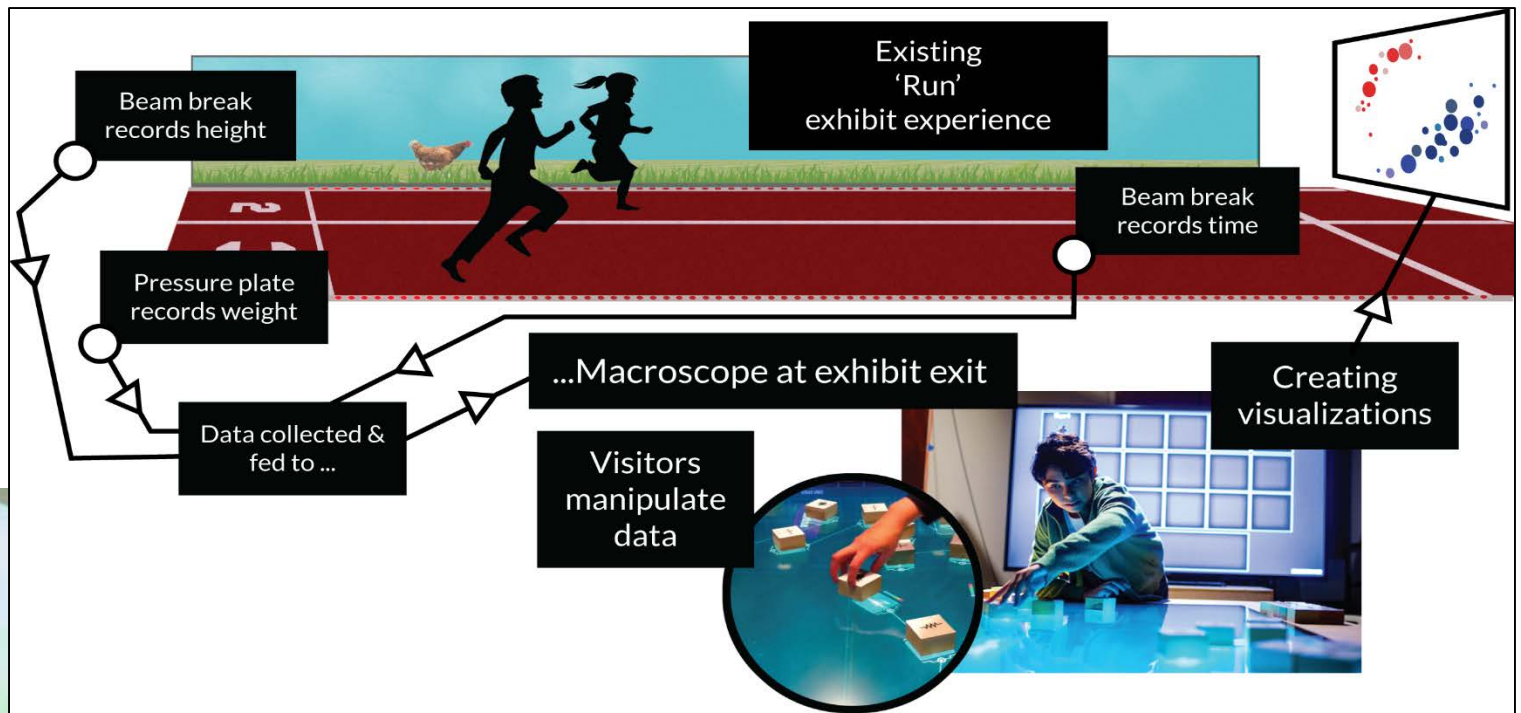 Existing
‘Run’
exhibit experience
Beam break
records height
Beam break
records time
Pressure plate
records weight
2
Data collected &
fed to ...
...Macroscope at exhibit exit
Visitors
manipulate
data
Creating
visualizations